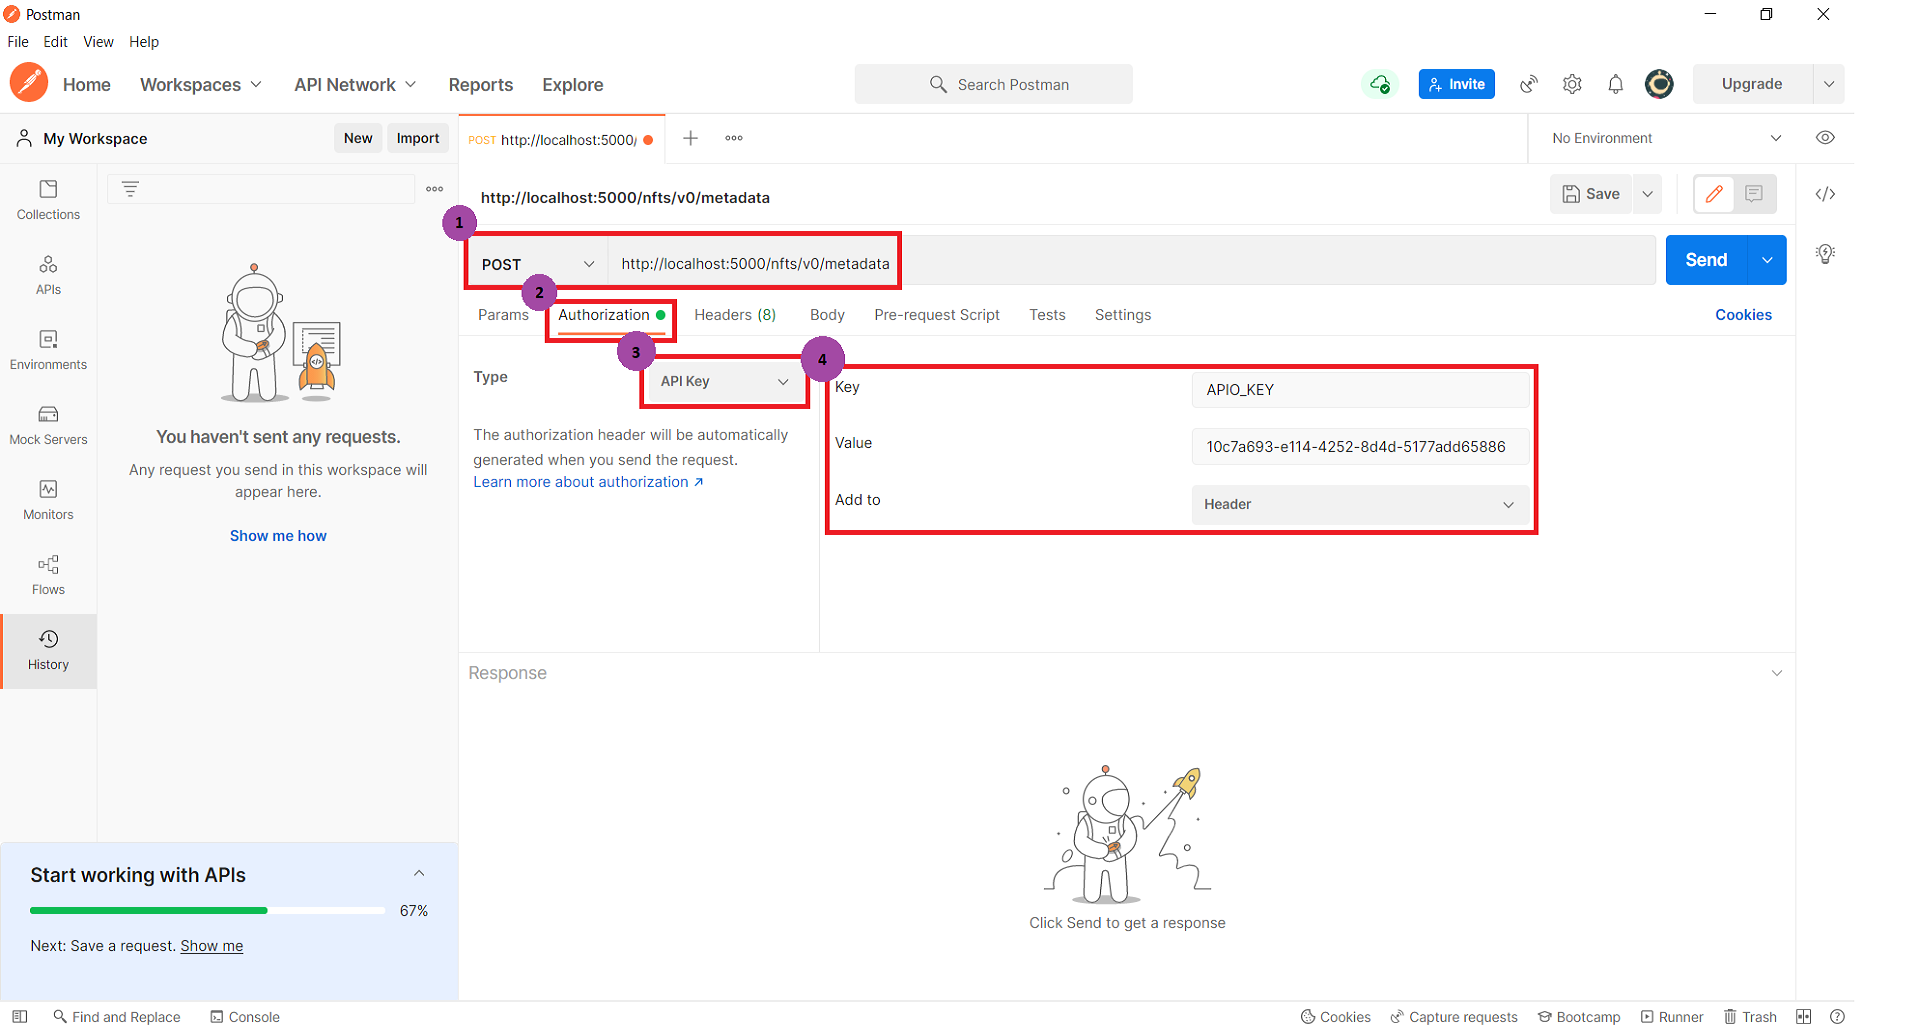 Postman
File Edit View Help
Home Workspaces API Network Reports Explore Search Postman Invite Upgrade
My Workspace New Import POST http://localhost:5000/ No Environment
http://localhost:5000/nfts/v0/metadata Save
1
POST http://localhost:5000/nfts/v0/metadata Send
2
Params Authorization Headers (8) Body Pre-request Script Tests Settings Cookies
3
4
Type API Key
Key APIO_KEY
Value 10c7a693-e114-4252-8d4d-5177add65886
Add to Header
The authorization header will be automatically
generated when you send the request.
Learn more about authorization
Collections
APIs
Environments
Mock Servers
Monitors
Flows
History
You haven't sent any requests.
Any request you send in this workspace will
appear here.
Show me how
</>
Response
Click Send to get a response
Start working with APIs
67%
Next: Save a request. Show me
Find and Replace Console Cookies Capture requests Bootcamp Runner Trash